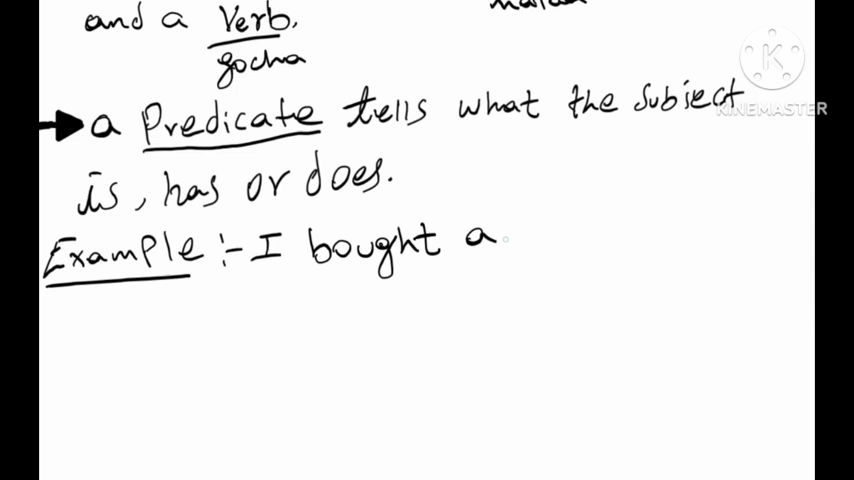 and a Verb.
gocha
a Predicate tells what the subject
is, has or does.
Example :- I bought a
KINEMASTER